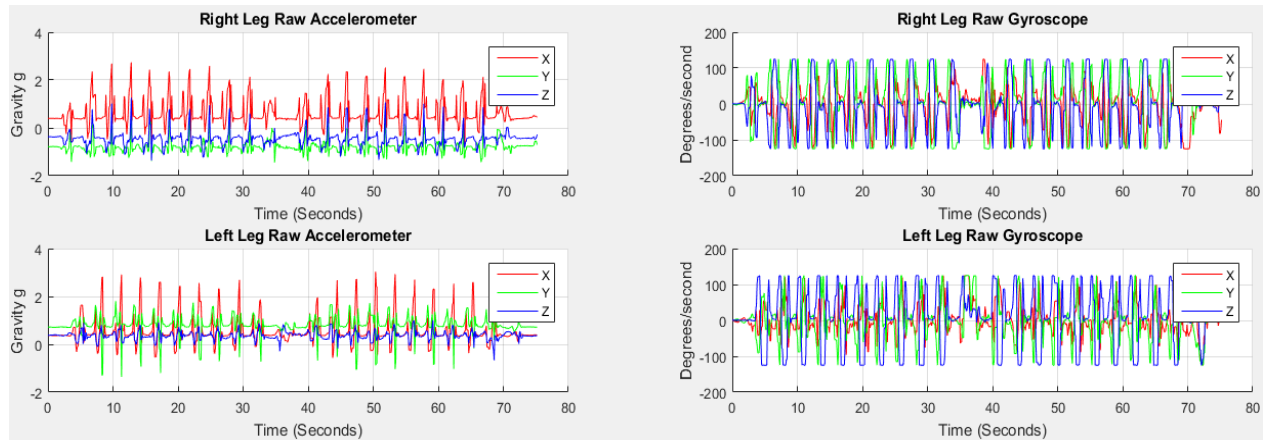 Right Leg Raw Accelerometer
4
2
0
-2
Gravity g
X
Y
Z
0 10 20 30 40 50 60 70 80
Time (Seconds)
Right Leg Raw Gyroscope
200
100
0
-100
-200
Degrees/second
X
Y
Z
0 10 20 30 40 50 60 70 80
Time (Seconds)
Left Leg Raw Accelerometer
4
2
0
-2
Gravity g
X
Y
Z
0 10 20 30 40 50 60 70 80
Time (Seconds)
Left Leg Raw Gyroscope
200
100
0
-100
-200
Degrees/second
X
Y
Z
0 10 20 30 40 50 60 70 80
Time (Seconds)